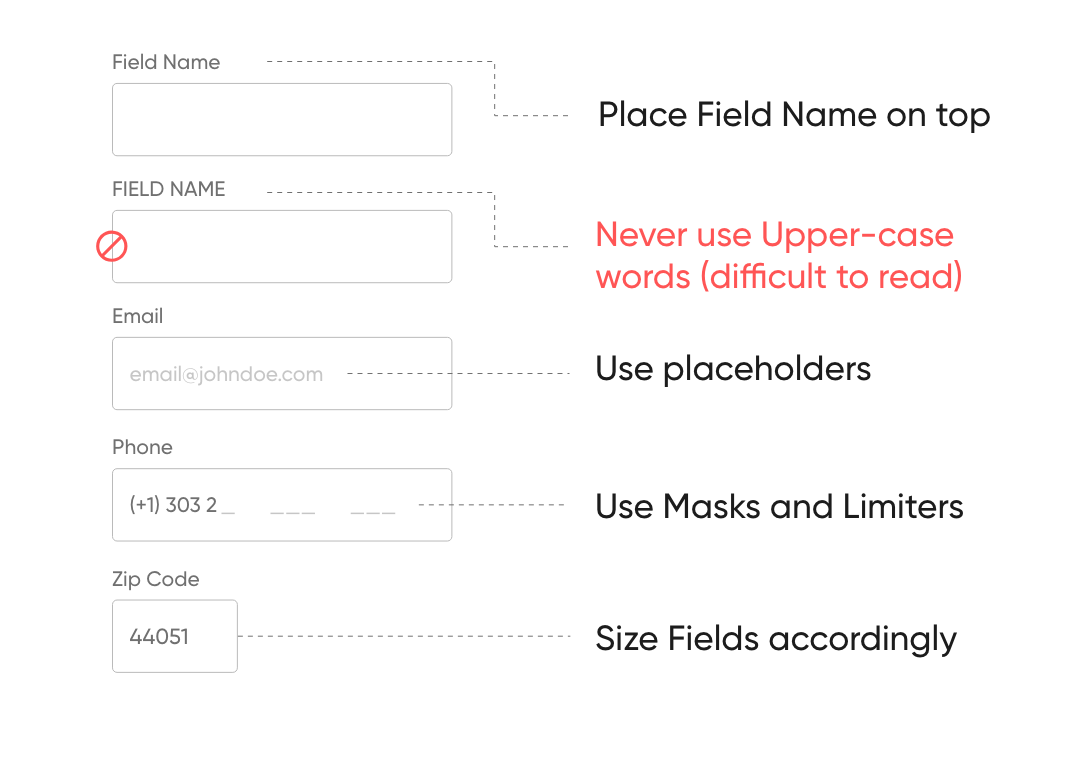 Field Name
Place Field Name on top
FIELD NAME
Never use Upper-case
words (difficult to read)
Email
email@johndoe.com
Use placeholders
Phone
(+1) 303 2_ ___ ___
Use Masks and Limiters
Zip Code
44051
Size Fields accordingly